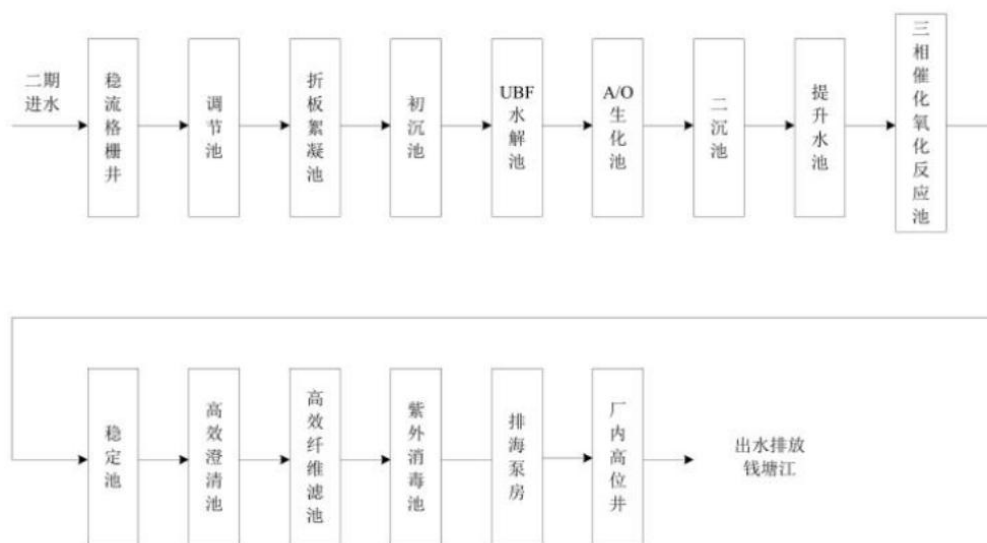 二期
进水
稳流格栅井
调节池
折板絮凝池
初沉池
UBF
水解池
A/O
生化池
二沉池
提升水池
三相催化氧化反应池
稳定池
高效澄清池
高效纤维滤池
紫外消毒池
排海泵房
厂内高位井
出水排放
钱塘江